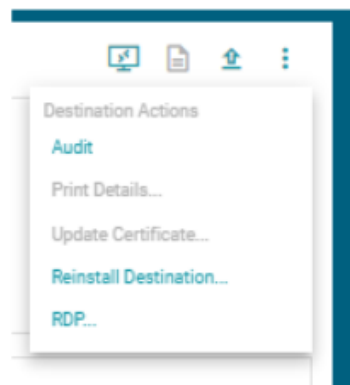 Destination Actions
Audit
Print Details...
Update Certificate...
Reinstall Destination...
RDP...